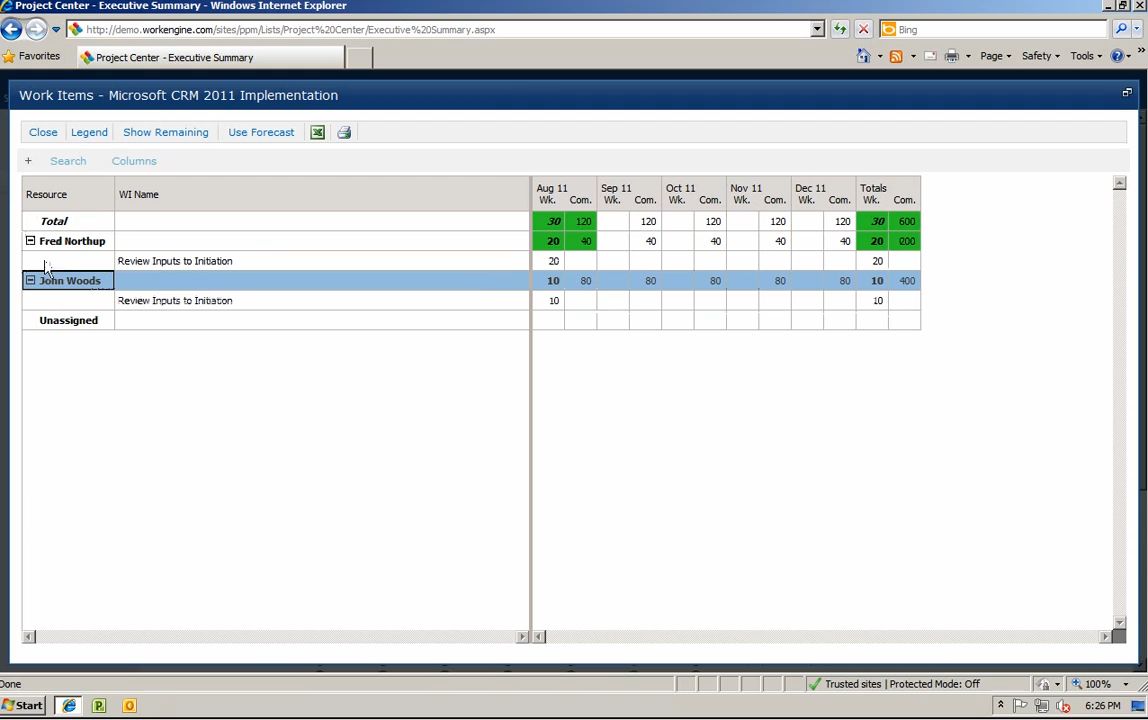 Project Center - Executive Summary - Windows Internet Explorer
http://demo.workengine.com/sites/ppm/Lists/Project%20Center/Executive%20Summary.aspx
Bing
Favorites
Project Center - Executive Summary
Page
Safety
Tools
Work Items - Microsoft CRM 2011 Implementation
Close Legend Show Remaining Use Forecast
+ Search Columns
Resource WI Name Aug 11 Sep 11 Oct 11 Nov 11 Dec 11 Totals
Wk. Com. Wk. Com. Wk. Com. Wk. Com. Wk. Com. Wk. Com.
Total 30 120 120 120 120 120 30 600
Fred Northup 20 40 40 40 40 40 20 200
Review Inputs to Initiation 20 20
John Woods 10 80 80 80 80 80 10 400
Review Inputs to Initiation 10 10
Unassigned
Done Trusted sites | Protected Mode: Off 100%
Start 6:26 PM